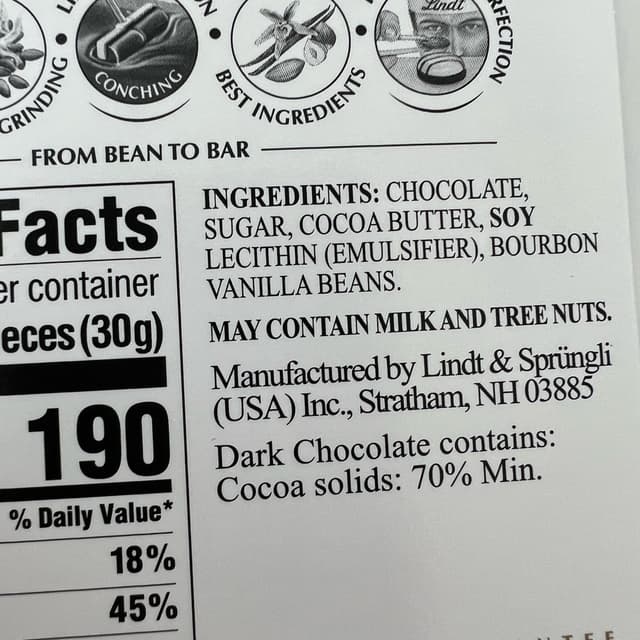 Lindt
GRINDING
CONCHING
BEST INGREDIENTS
RFECTION
FROM BEAN TO BAR
Facts
er container
eces (30g)
190
% Daily Value*
18%
45%
INGREDIENTS: CHOCOLATE,
SUGAR, COCOA BUTTER, SOY
LECITHIN (EMULSIFIER), BOURBON
VANILLA BEANS.
MAY CONTAIN MILK AND TREE NUTS.
Manufactured by Lindt & Sprüngli
(USA) Inc., Stratham, NH 03885
Dark Chocolate contains:
Cocoa solids: 70% Min.